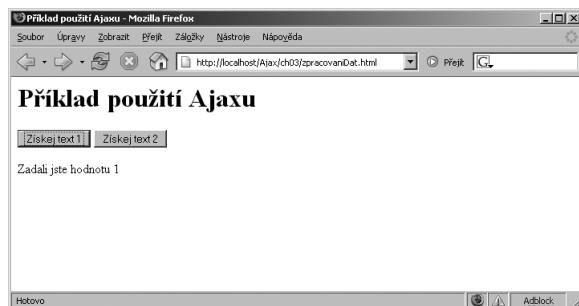 Příklad použití Ajaxu - Mozilla Firefox
Soubor Úpravy Zobrazit Přejít Záložky Nástroje Nápověda
http://localhost/Ajax/ch03/zpracovaniDat.html Přejít G
Příklad použití Ajaxu
Získej text 1 Získej text 2
Zadali jste hodnotu 1
Hotovo Adblock